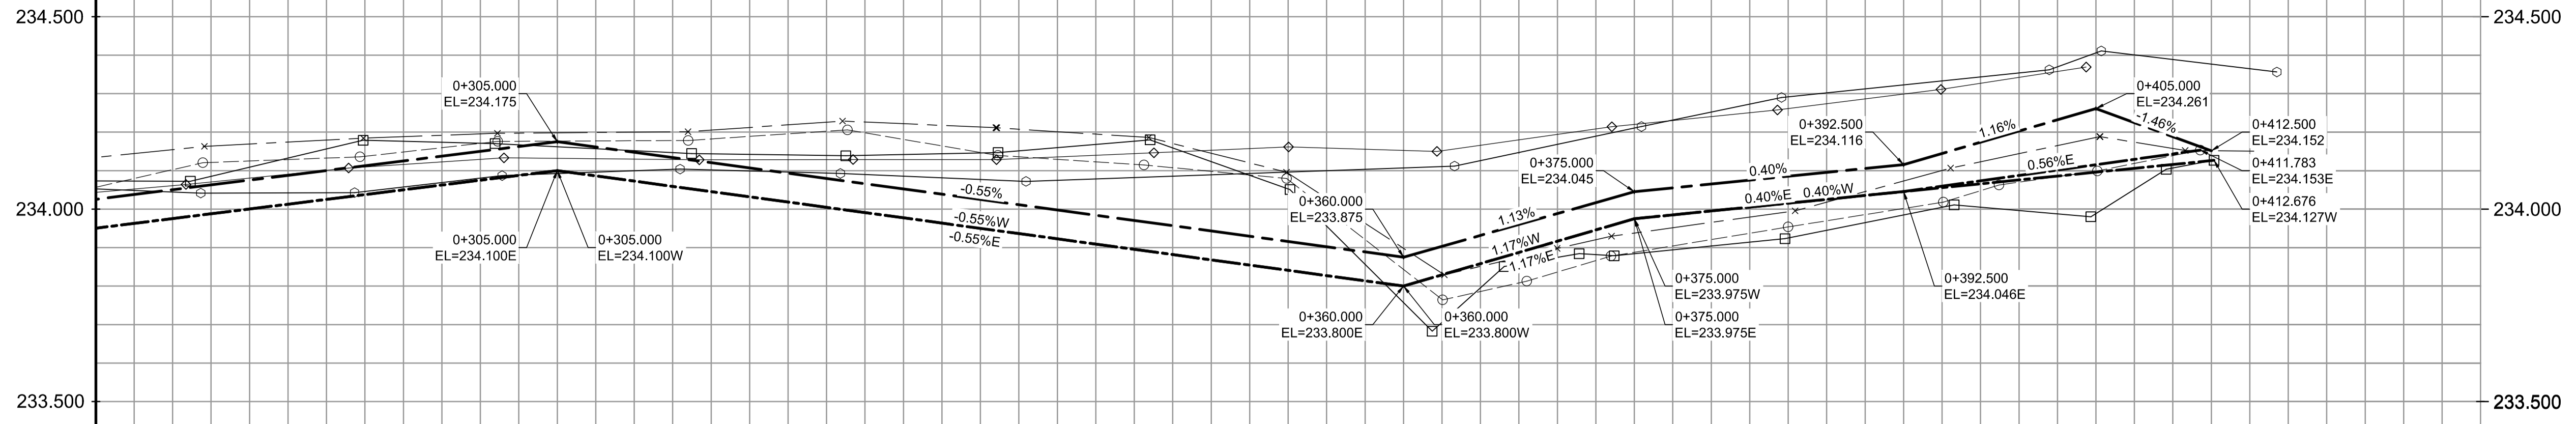 234.500
234.500
0+305.000
EL=234.175
0+405.000
EL=234.261
-1.46%
1.16%
0+392.500
EL=234.116
0+412.500
EL=234.152
0+375.000
EL=234.045
0.40%
0.56%E
0+411.783
EL=234.153E
-0.55%
0.40%E
0.40%W
234.000
234.000
0+360.000
EL=233.875
1.13%
0+412.676
EL=234.127W
-0.55%W
-0.55%E
0+305.000
EL=234.100E
0+305.000
EL=234.100W
1.17%W
1.17%E
0+375.000
EL=233.975W
0+392.500
EL=234.046E
0+360.000
EL=233.800E
0+360.000
EL=233.800W
0+375.000
EL=233.975E
233.500
233.500